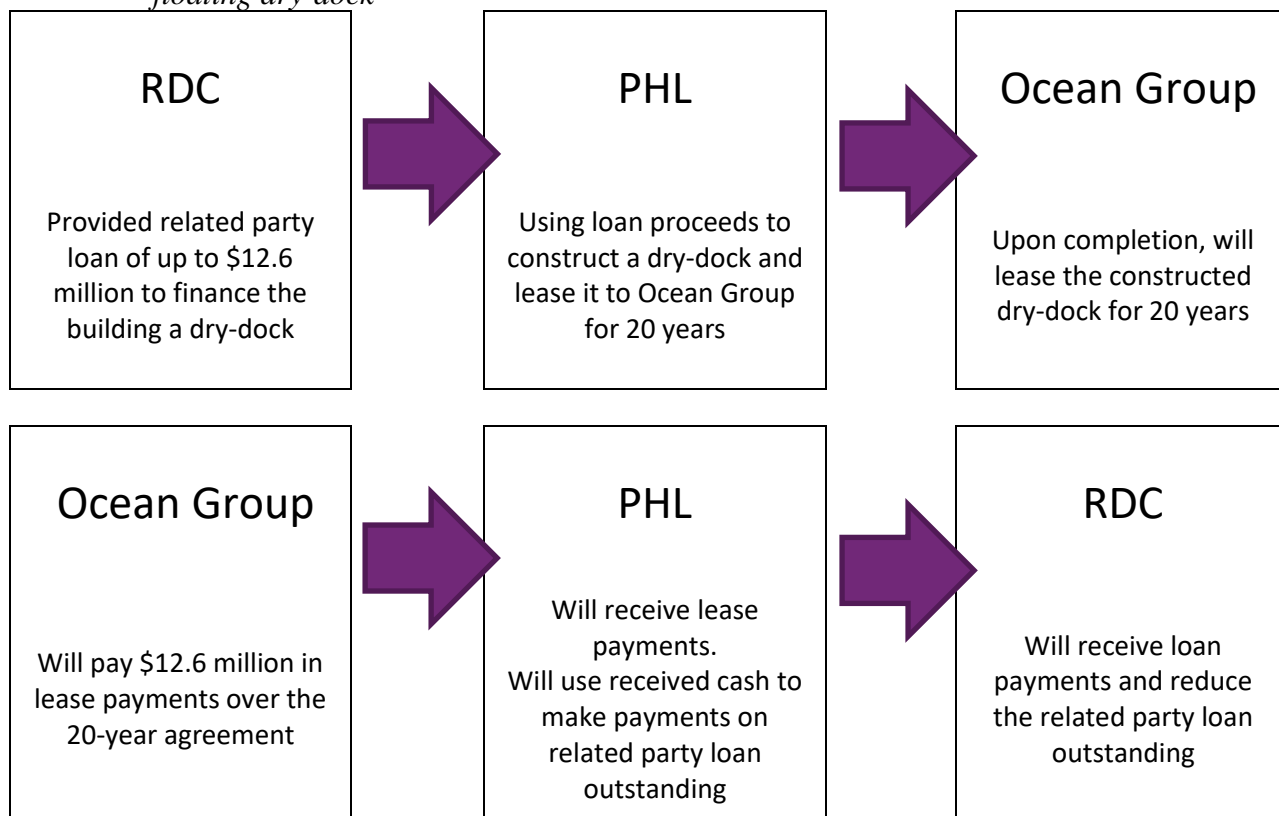 floating dry dock
RDC
Provided related party
loan of up to $12.6
million to finance the
building a dry-dock
PHL
Using loan proceeds to
construct a dry-dock and
lease it to Ocean Group
for 20 years
Ocean Group
Upon completion, will
lease the constructed
dry-dock for 20 years
Ocean Group
Will pay $12.6 million in
lease payments over the
20-year agreement
PHL
Will receive lease
payments.
Will use received cash to
make payments on
related party loan
outstanding
RDC
Will receive loan
payments and reduce
the related party loan
outstanding